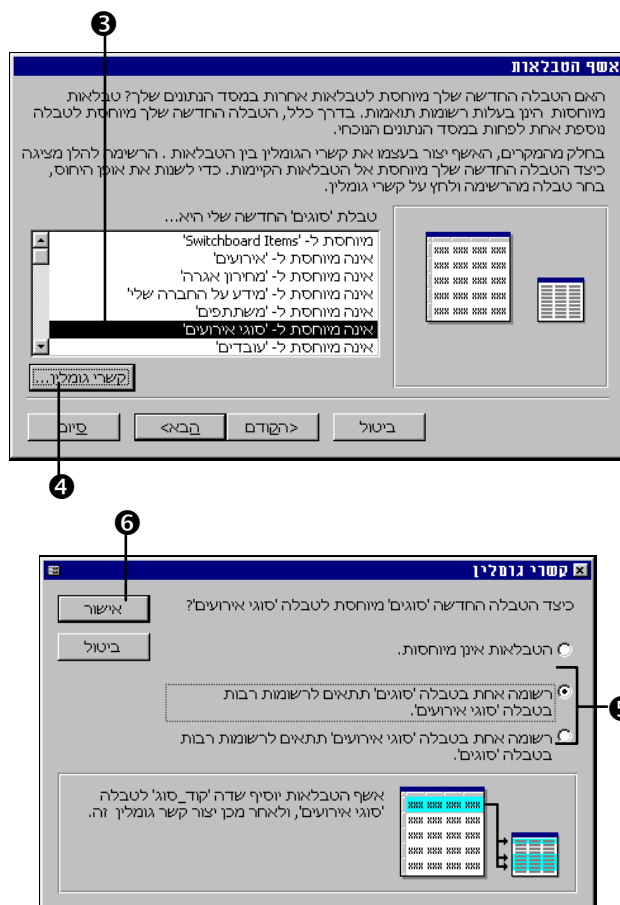 ❸
אשף הטבלאות
האם הטבלה החדשה שלך מיוחסת לטבלאות אחרות במסד הנתונים שלך? טבלאות
מיוחסות הינן בעלות רשומות תואמות. בדרך כלל, הטבלה החדשה שלך מיוחסת לטבלה
נוספת אחת לפחות במסד הנתונים הנוכחי.
בחלק מהמקרים, האשף יצור בעצמו את קשרי הגומלין בין הטבלאות . הרשימה להלן מציגה
כיצד הטבלה החדשה שלך מיוחסת אל הטבלאות הקיימות. כדי לשנות את אופן היחוס,
בחר טבלה מהרשימה ולחץ על קשרי גומלין.
טבלת 'סוגים' החדשה שלי היא...
מיוחסת ל- 'Switchboard Items'
אינה מיוחסת ל- 'אירועים'
אינה מיוחסת ל- 'מחירון אגרה'
אינה מיוחסת ל- 'מידע על החברה שלי'
אינה מיוחסת ל- 'משתתפים'
אינה מיוחסת ל- 'סוגי אירועים'
אינה מיוחסת ל- 'עובדים'
קשרי גומלין...
ביטול <הקודם הבא> סיום
❹
❻
קשרי גומלין
כיצד הטבלה החדשה 'סוגים' מיוחסת לטבלה 'סוגי אירועים'?
אישור
הטבלאות אינן מיוחסות.
ביטול
רשומה אחת בטבלה 'סוגים' תתאים לרשומות רבות
בטבלה 'סוגי אירועים'.
❺
רשומה אחת בטבלה 'סוגי אירועים' תתאים לרשומות רבות
בטבלה 'סוגים'.
אשף הטבלאות יוסיף שדה 'קוד_סוג' לטבלה
'סוגי אירועים', ולאחר מכן יצור קשר גומלין זה.